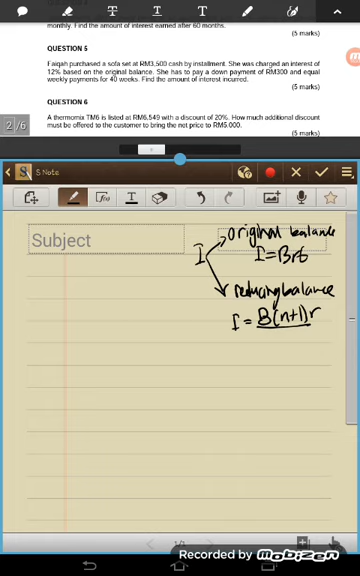 monthly. Find the amount of interest earned after 60 months.
(5 marks)
QUESTION 5
Faiqah purchased a sofa set at RM3,500 cash by installment. She was charged an interest of
12% based on the original balance. She has to pay a down payment of RM300 and equal
weekly payments for 40 weeks. Find the amount of interest incurred.
(5 marks)
QUESTION 6
A thermomix TM6 is listed at RM6,549 with a discount of 20%. How much additional discount
must be offered to the customer to bring the net price to RM5,000.
(5 marks)
2 / 6
S Note
Subject
original balance
I = Brt
I
reducing balance
I = B(n+1)r
Recorded by mobizen